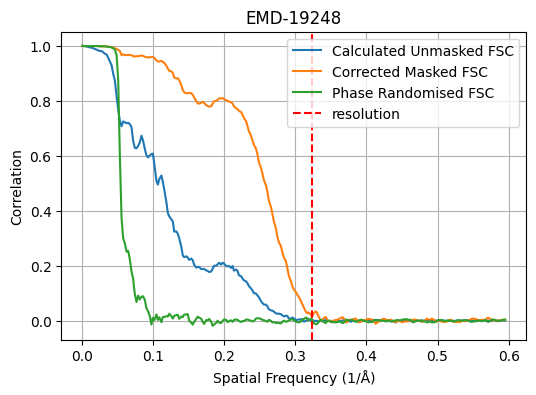 EMD-19248
1.0
0.8
0.6
0.4
0.2
0.0
Correlation
Calculated Unmasked FSC
Corrected Masked FSC
Phase Randomised FSC
resolution
0.0 0.1 0.2 0.3 0.4 0.5 0.6
Spatial Frequency (1/Å)